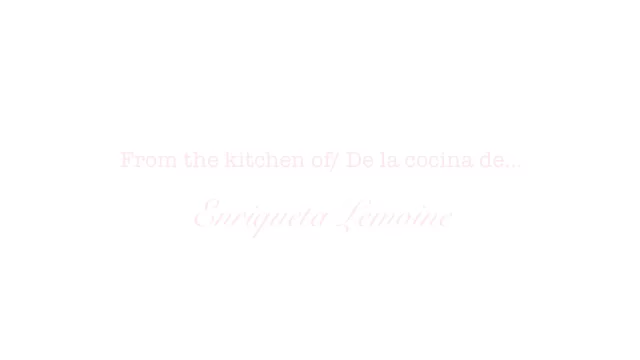 From the kitchen of/ De la cocina de...
Enriqueta Lemoine